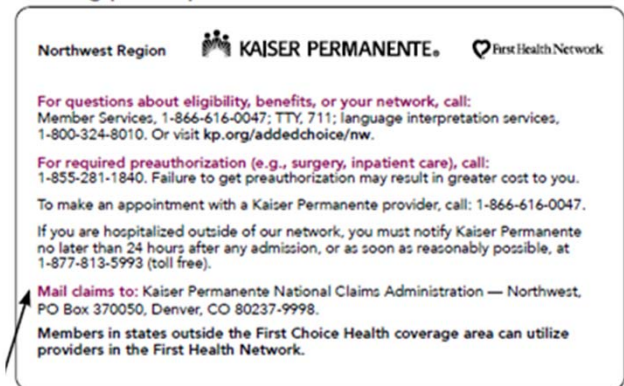 Northwest Region KAISER PERMANENTE® First Health Network
For questions about eligibility, benefits, or your network, call:
Member Services, 1-866-616-0047; TTY, 711; language interpretation services,
1-800-324-8010. Or visit kp.org/addedchoice/nw.
For required preauthorization (e.g., surgery, inpatient care), call:
1-855-281-1840. Failure to get preauthorization may result in greater cost to you.
To make an appointment with a Kaiser Permanente provider, call: 1-866-616-0047.
If you are hospitalized outside of our network, you must notify Kaiser Permanente
no later than 24 hours after any admission, or as soon as reasonably possible, at
1-877-813-5993 (toll free).
Mail claims to: Kaiser Permanente National Claims Administration — Northwest,
PO Box 370050, Denver, CO 80237-9998.
Members in states outside the First Choice Health coverage area can utilize
providers in the First Health Network.